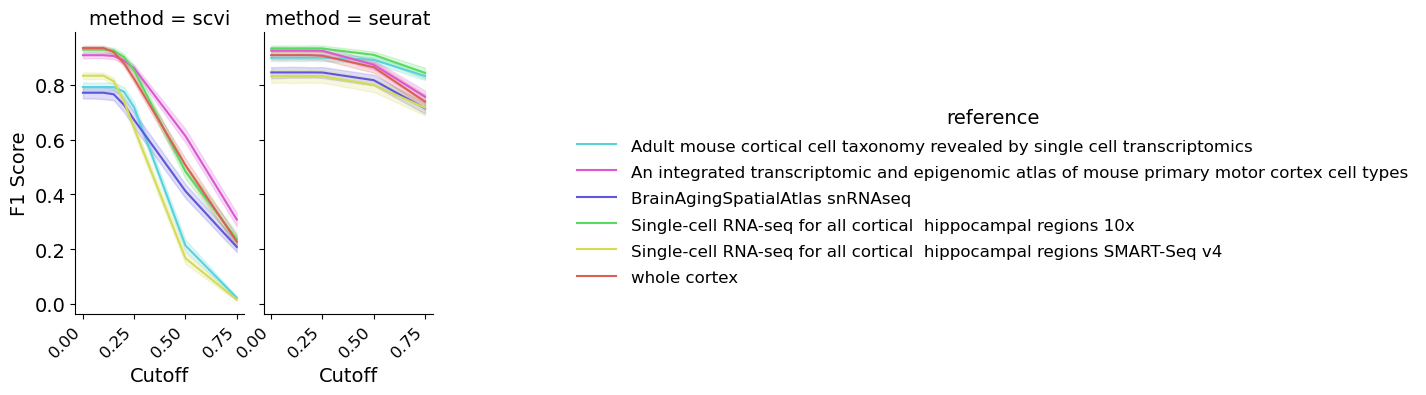 method = scvi
method = seurat
F1 Score
0.8
0.6
0.4
0.2
0.0
0.00
0.25
0.50
0.75
0.00
0.25
0.50
0.75
Cutoff
Cutoff
reference
Adult mouse cortical cell taxonomy revealed by single cell transcriptomics
An integrated transcriptomic and epigenomic atlas of mouse primary motor cortex cell types
BrainAgingSpatialAtlas snRNAseq
Single-cell RNA-seq for all cortical  hippocampal regions 10x
Single-cell RNA-seq for all cortical  hippocampal regions SMART-Seq v4
whole cortex